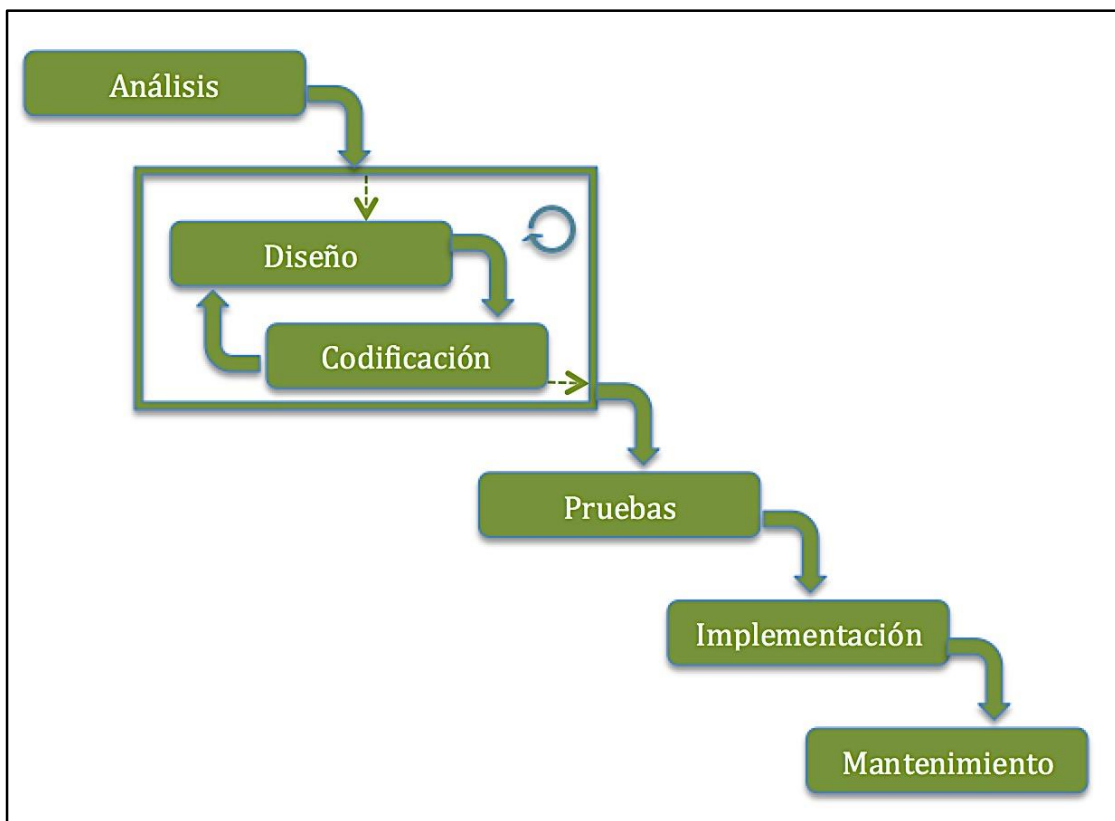 Análisis
Diseño
Codificación
Pruebas
Implementación
Mantenimiento